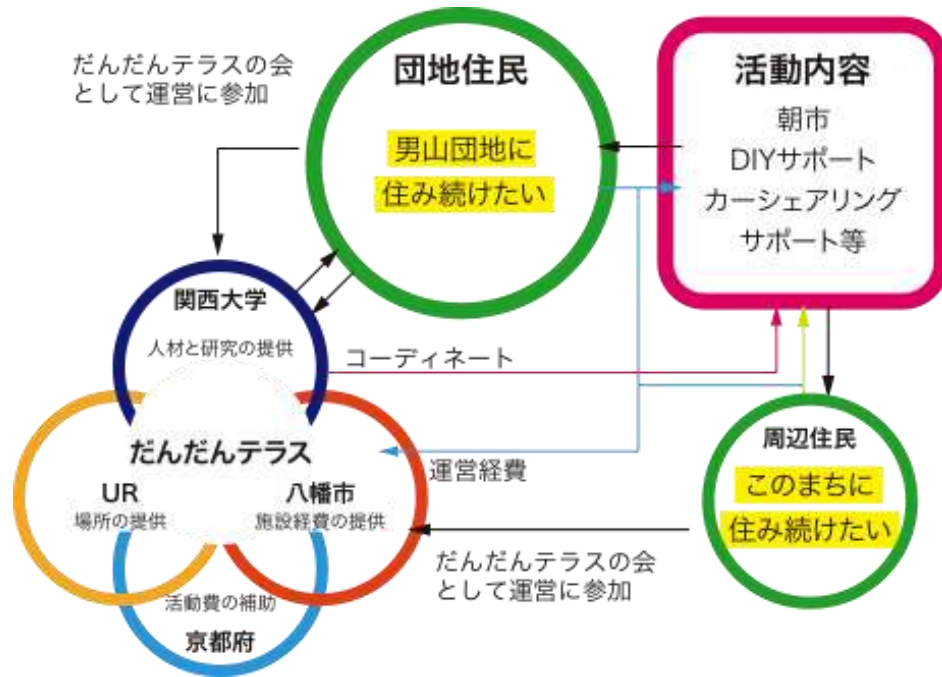 だんだんテラスの会
として運営に参加
団地住民
男山団地に
住み続けたい
活動内容
朝市
DIYサポート
カーシェアリング
サポート等
関西大学
人材と研究の提供
コーディネート
だんだんテラス
UR
場所の提供
八幡市
施設経費の提供
運営経費
周辺住民
このまちに
住み続けたい
だんだんテラスの会
として運営に参加
活動費の補助
京都府